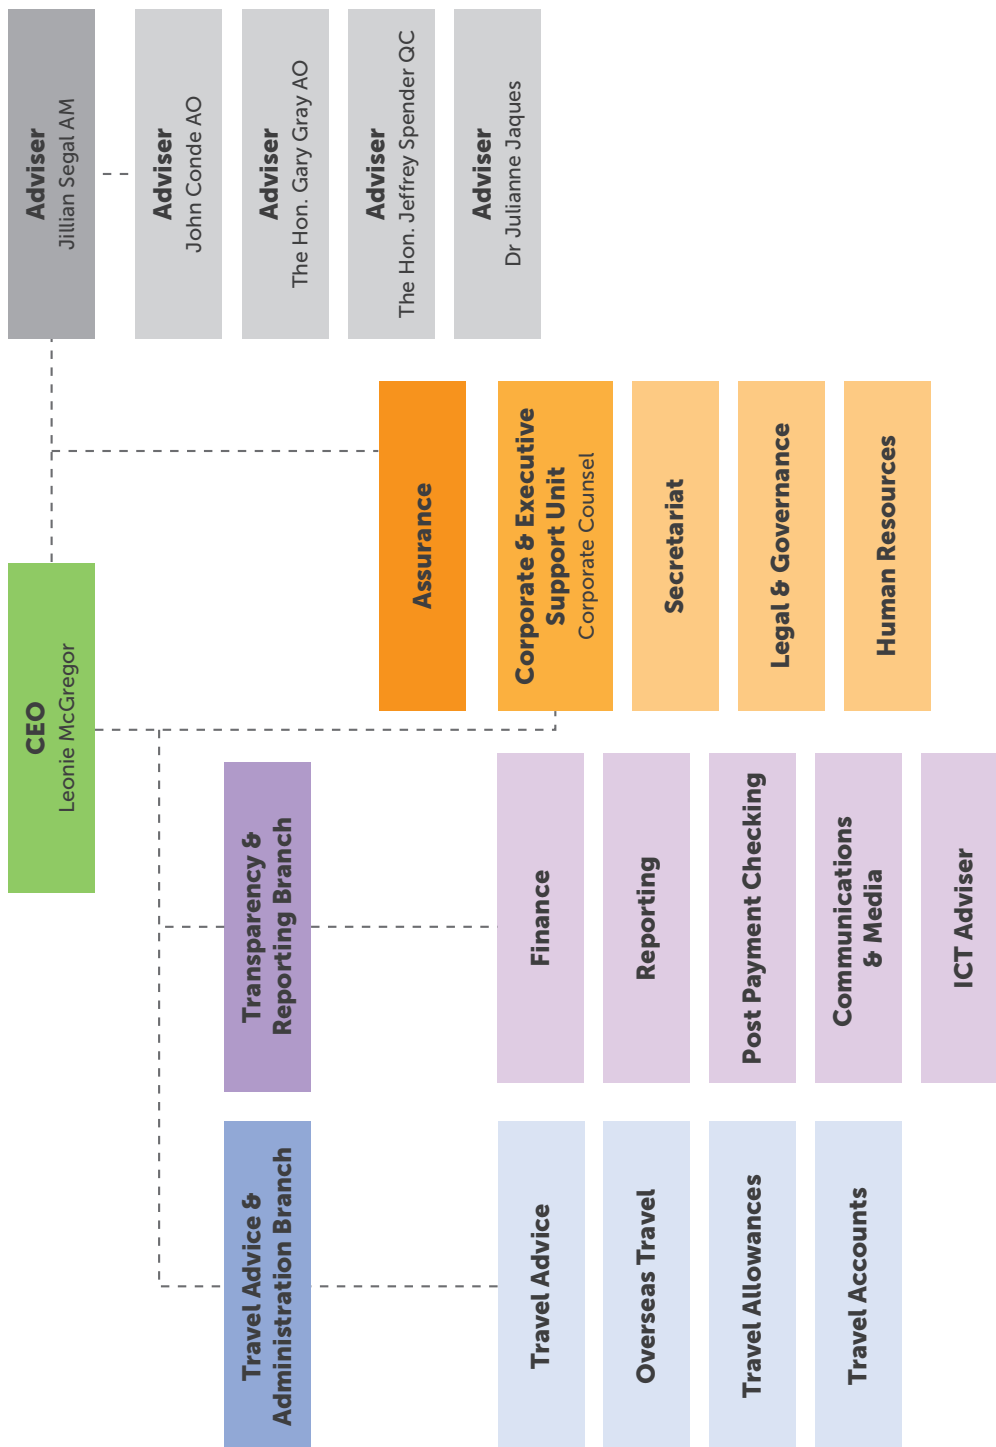 CEO
Leonie McGregor
Adviser
Jillian Segal AM
Adviser
John Conde AO
Adviser
The Hon. Gary Gray AO
Adviser
The Hon. Jeffrey Spender QC
Adviser
Dr Julianne Jaques
Travel Advice &
Administration Branch
Travel Advice
Overseas Travel
Travel Allowances
Travel Accounts
Transparency &
Reporting Branch
Finance
Reporting
Post Payment Checking
Communications
& Media
ICT Adviser
Assurance
Corporate & Executive
Support Unit
Corporate Counsel
Secretariat
Legal & Governance
Human Resources